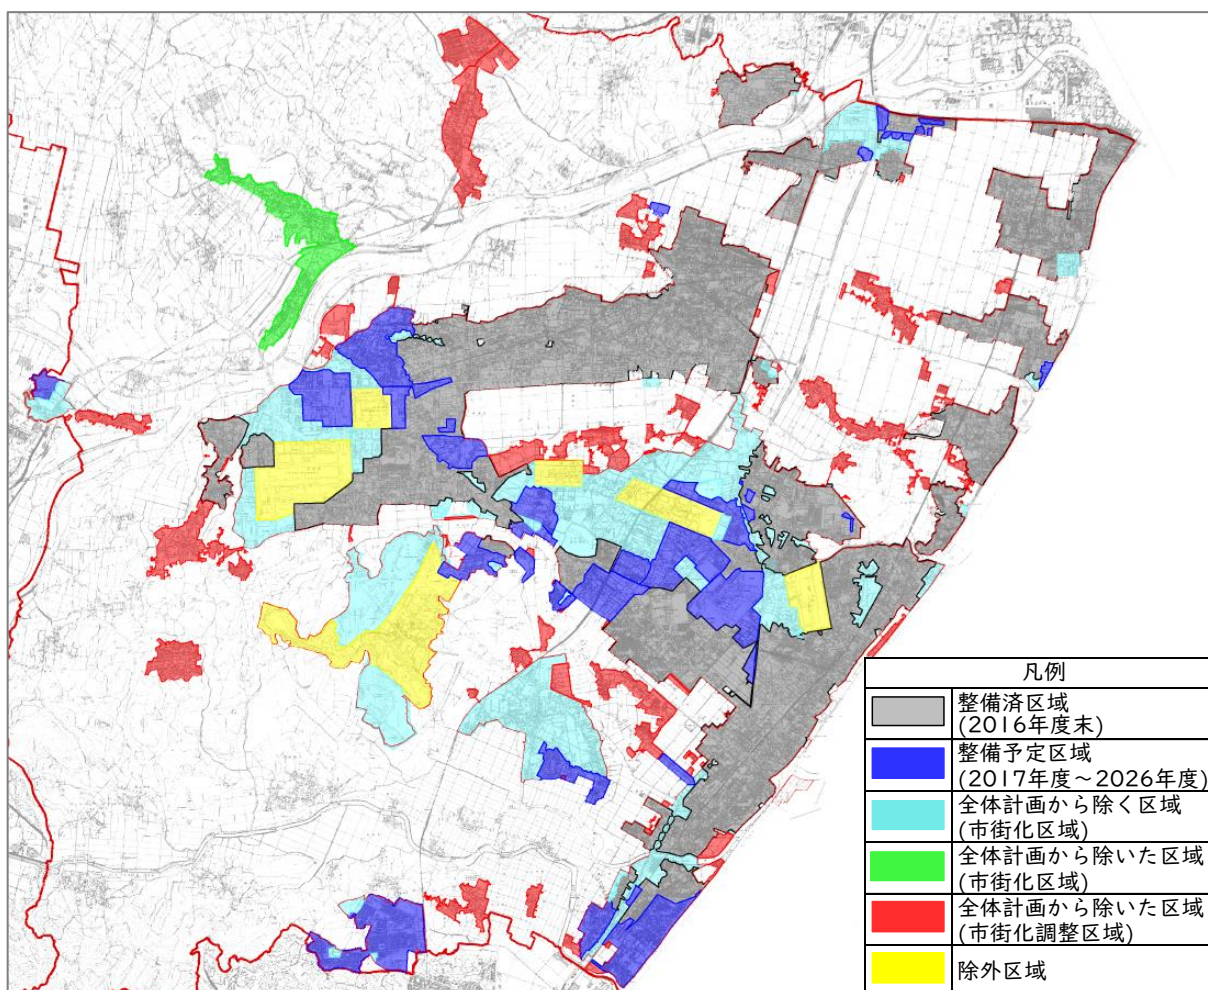 凡例
整備済区域
(2016年度末)
整備予定区域
(2017年度～2026年度)
全体計画から除く区域
(市街化区域)
全体計画から除いた区域
(市街化区域)
全体計画から除いた区域
(市街化調整区域)
除外区域